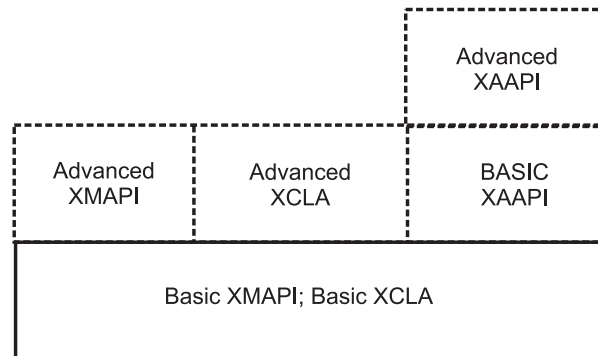 Advanced
XAAPI
Advanced
XMAPI
Advanced
XCLA
BASIC
XAAPI
Basic XMAPI; Basic XCLA